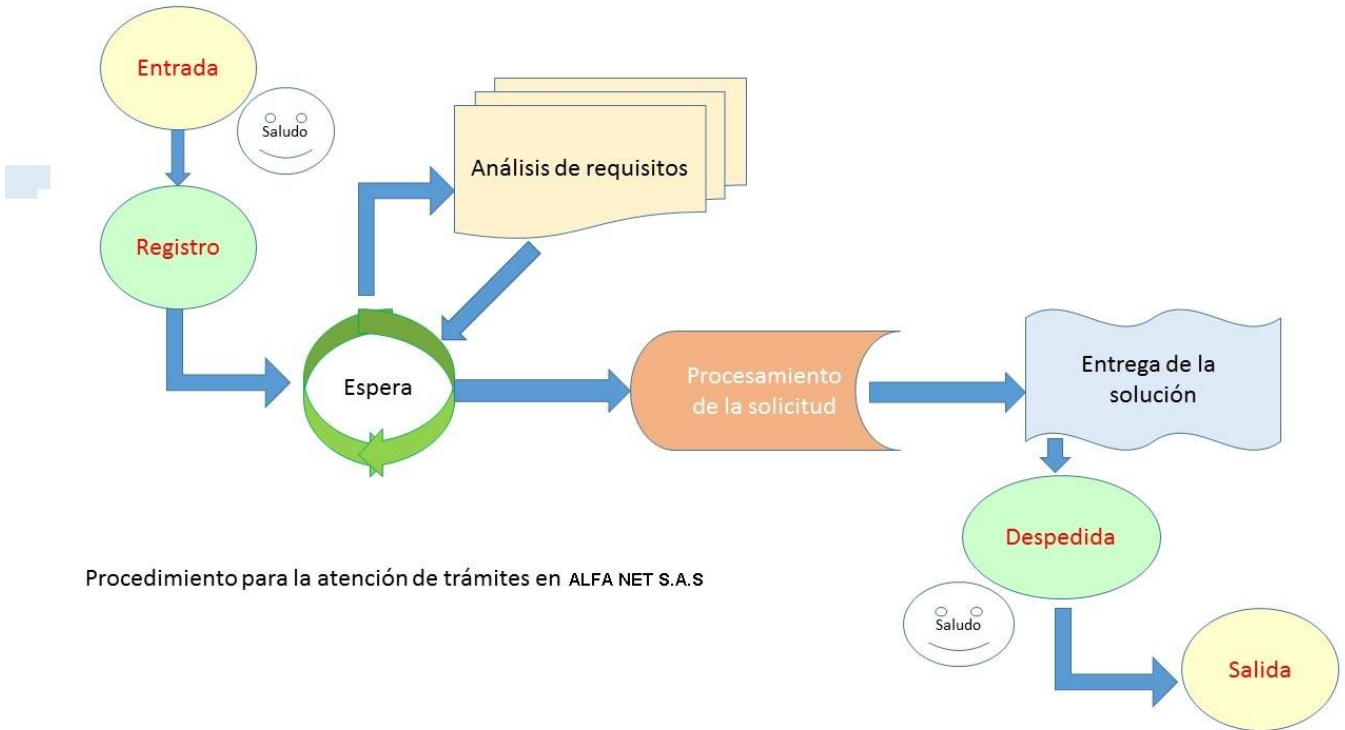 Entrada
Saludo
Análisis de requisitos
Registro
Espera
Procesamiento
de la solicitud
Entrega de la
solución
Despedida
Procedimiento para la atención de trámites en ALFA NET S.A.S
Saludo
Salida